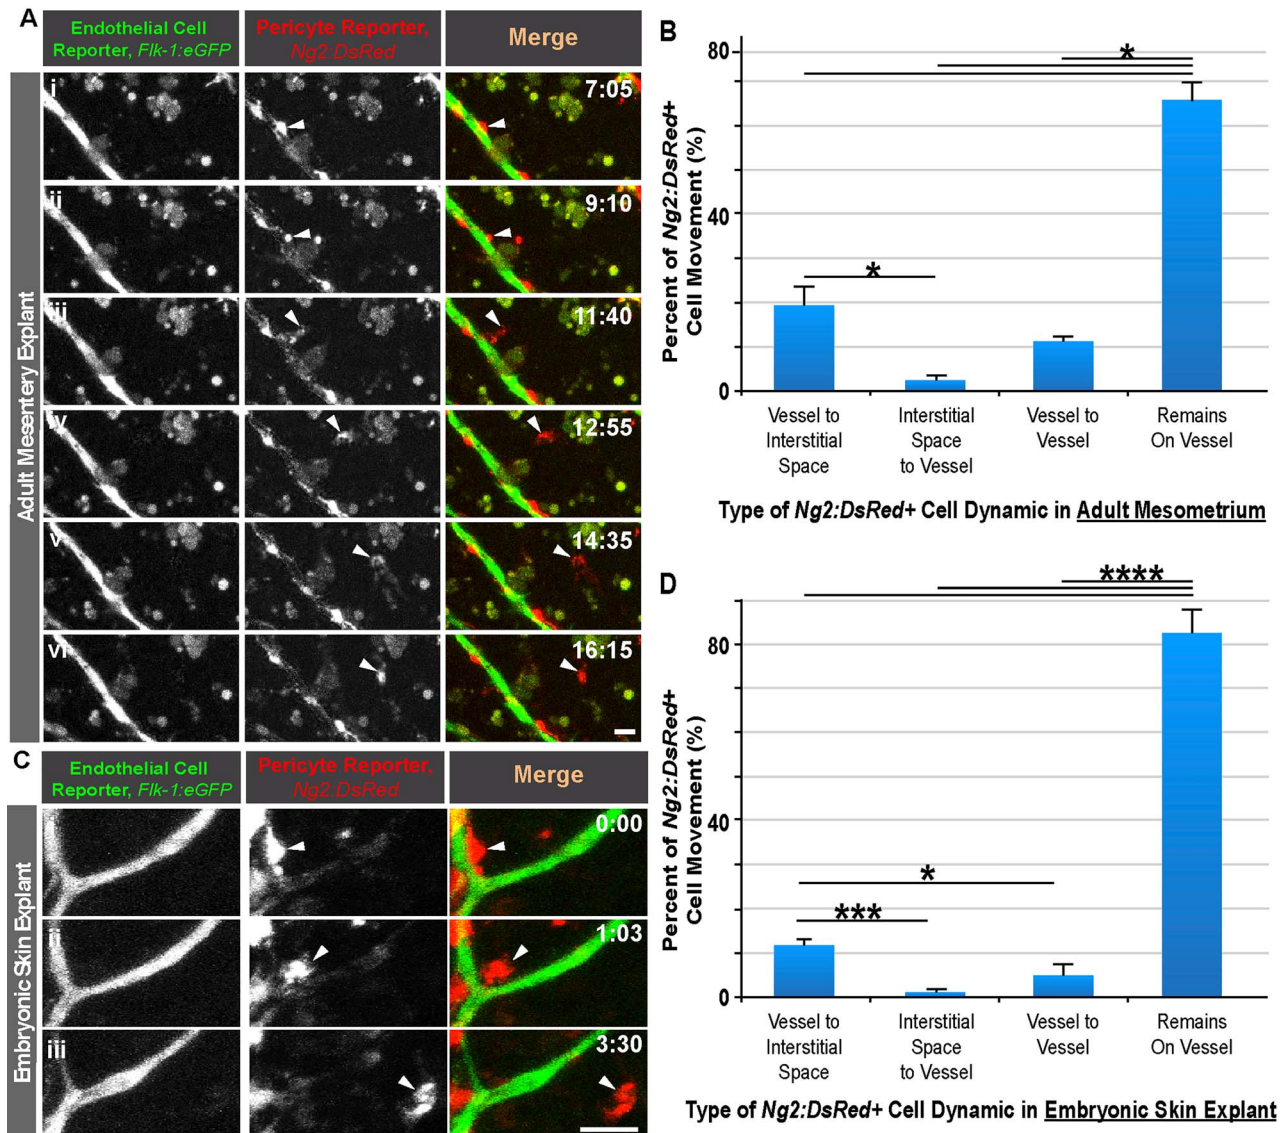 A
Endothelial Cell
Reporter, Flk-1:eGFP
Pericyte Reporter,
Ng2:DsRed
Merge
Adult Mesentery Explant
i
7:05
ii
9:10
iii
11:40
iv
12:55
v
14:35
vi
16:15
B
Percent of Ng2:DsRed+
Cell Movement (%)
80
40
0
*
*
Vessel to
Interstitial
Space
Interstitial
Space
to Vessel
Vessel to
Vessel
Remains
On Vessel
Type of Ng2:DsRed+ Cell Dynamic in Adult Mesometrium
C
Endothelial Cell
Reporter, Flk-1:eGFP
Pericyte Reporter,
Ng2:DsRed
Merge
Embryonic Skin Explant
i
0:00
ii
1:03
iii
3:30
D
Percent of Ng2:DsRed+
Cell Movement (%)
80
40
0
****
*
***
Vessel to
Interstitial
Space
Interstitial
Space
to Vessel
Vessel to
Vessel
Remains
On Vessel
Type of Ng2:DsRed+ Cell Dynamic in Embryonic Skin Explant